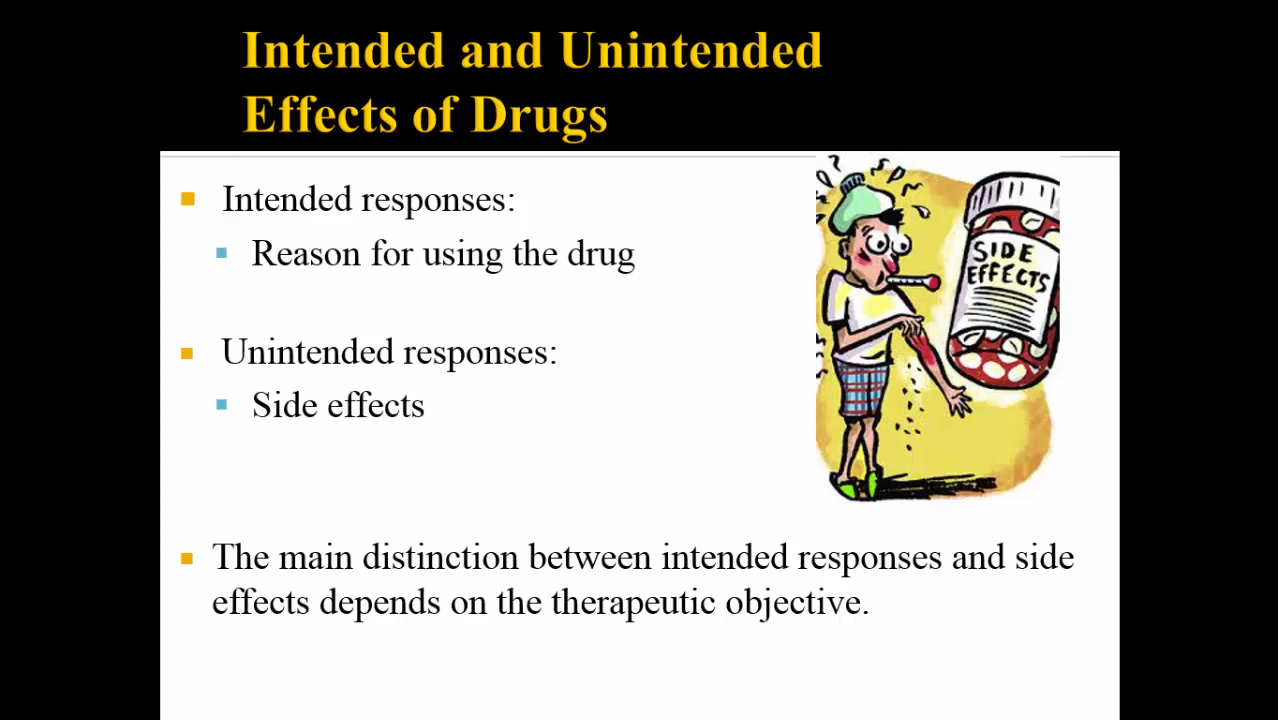 Intended and Unintended
Effects of Drugs
Intended responses:
Reason for using the drug
Unintended responses:
Side effects
The main distinction between intended responses and side
effects depends on the therapeutic objective.
SIDE
EFFECTS